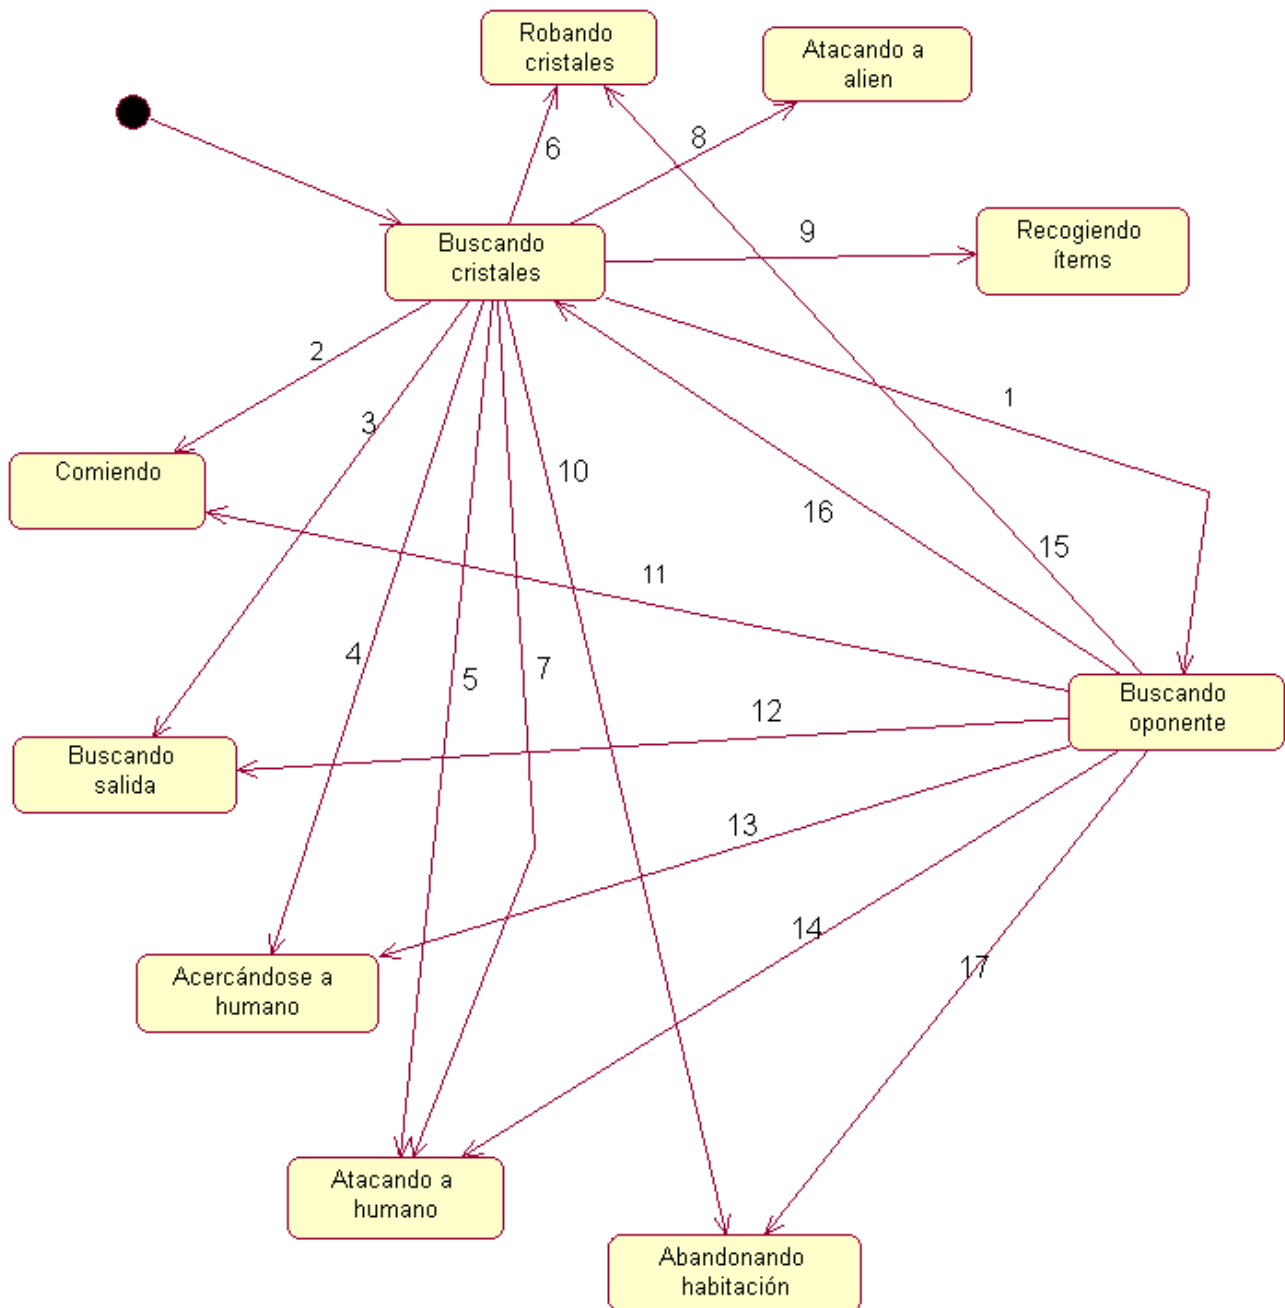 Robando
cristales
Atacando a
alien
6
8
Buscando
cristales
9
Recogiendo
ítems
2
3
1
Comiendo
10
16
15
11
4
5
7
12
Buscando
oponente
Buscando
salida
13
14
17
Acercándose a
humano
Atacando a
humano
Abandonando
habitación